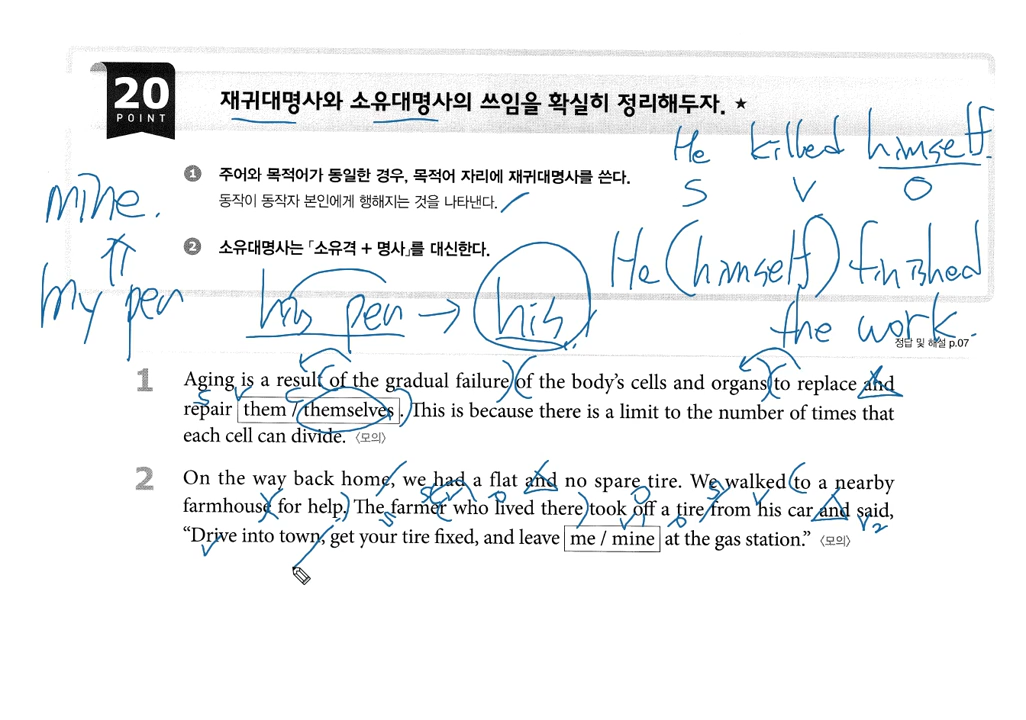 20
POINT
재귀대명사와 소유대명사의 쓰임을 확실히 정리해두자. ★
He killed himself.
S V O
1 주어와 목적어가 동일한 경우, 목적어 자리에 재귀대명사를 쓴다.
동작이 동작자 본인에게 행해지는 것을 나타낸다.
mine.
2 소유대명사는 「소유격 + 명사」를 대신한다.
He (himself) finished
the work.
my pen
his pen → his.
정답 및 해설 p.07
1 Aging is a result of the gradual failure of the body's cells and organs to replace and
S V C
repair them / themselves. This is because there is a limit to the number of times that
each cell can divide. <모의>
2 On the way back home, we had a flat and no spare tire. We walked to a nearby
S V O S V
farmhouse for help. The farmer who lived there took off a tire from his car and said,
S V1 O V2
"Drive into town, get your tire fixed, and leave me / mine at the gas station." <모의>
V